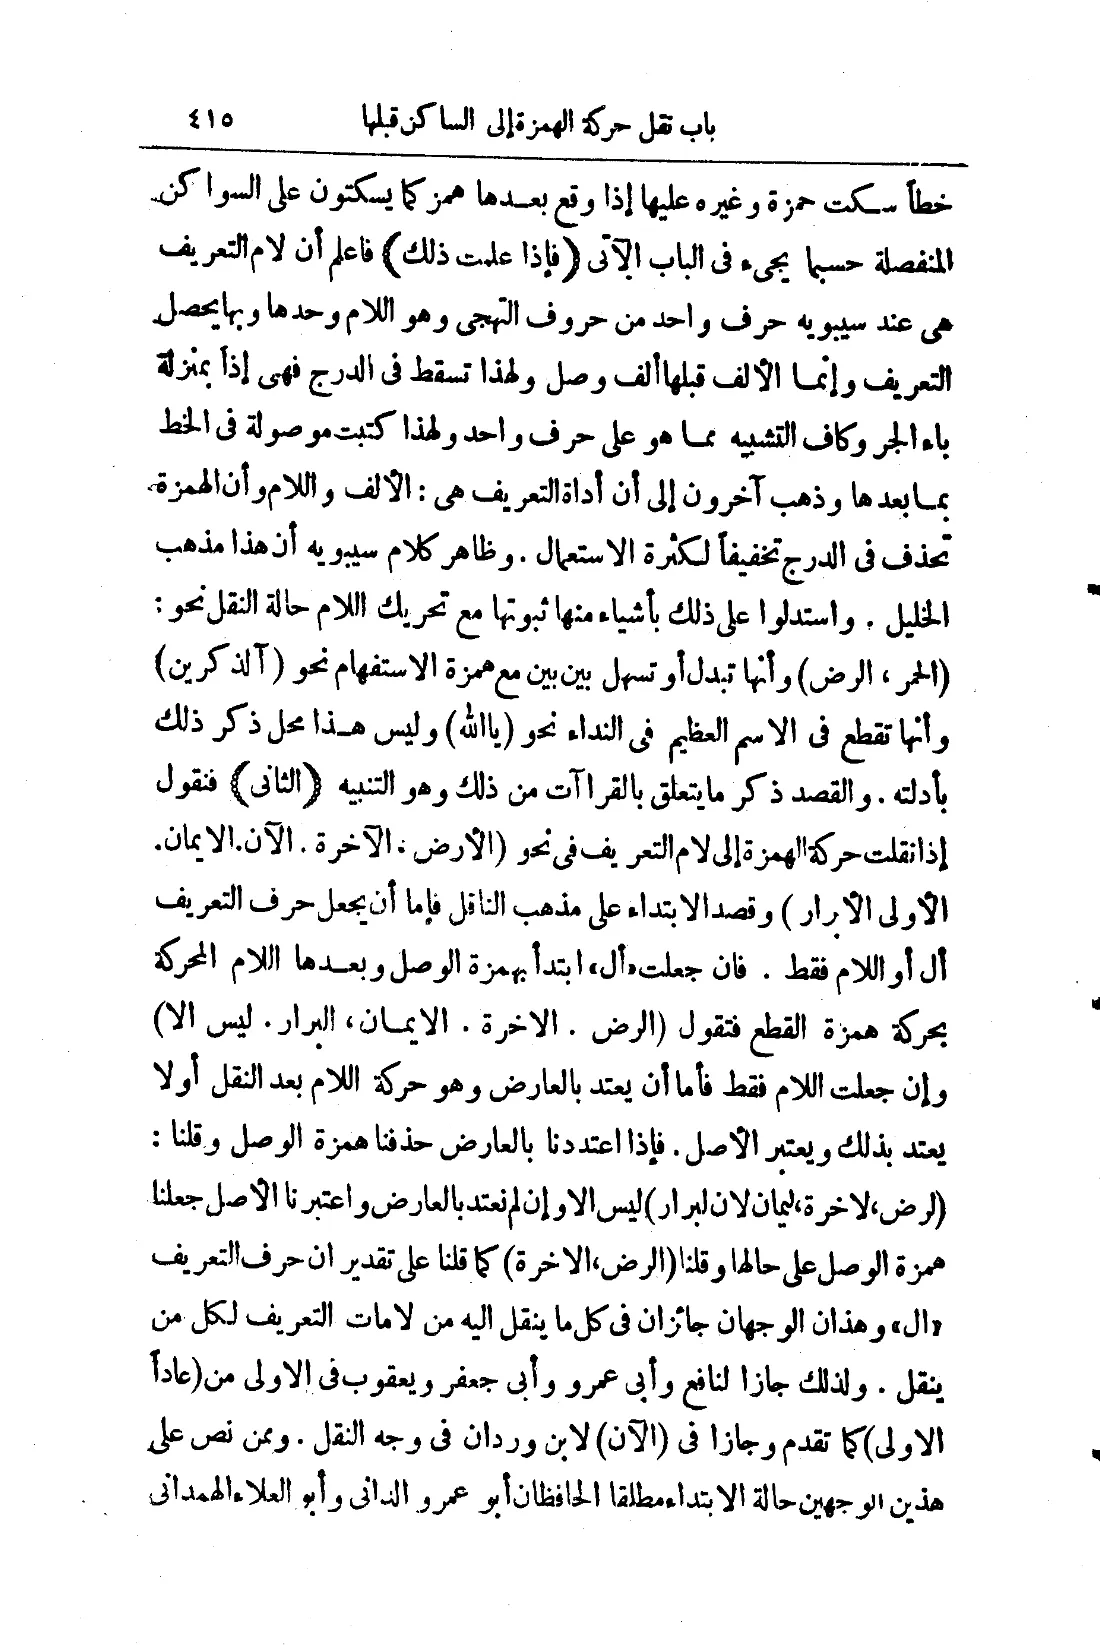 باب نقل حركة الهمزة إلى الساكن قبلها ٤١٥
خطأ سكت حمزة وغيره عليها إذا وقع بعدها همز كما يسكتون على السواكن
المنفصلة حسبما يجيء فى الباب الآتى (فإذا علمت ذلك) فاعلم أن لام التعريف
هى عند سيبويه حرف واحد من حروف التهجى وهو اللام وحدها وبها يحصل
التعريف وإنما الألف قبلها ألف وصل ولهذا تسقط فى الدرج فهى إذاً بمنزلة
باء الجر وكاف التشبيه مما هو على حرف واحد ولهذا كتبت موصولة فى الخط
بما بعدها وذهب آخرون إلى أن أداة التعريف هى : الألف واللام وأن الهمزة
تحذف فى الدرج تخفيفاً لكثرة الاستعمال . وظاهر كلام سيبويه أن هذا مذهب
الخليل . واستدلوا على ذلك بأشياء منها ثبوتها مع تحريك اللام حالة النقل نحو :
(الحمر ، الرض) وأنها تبدل أو تسهل بين بين مع همزة الاستفهام نحو (آلذكرين)
وأنها تقطع فى الاسم العظيم فى النداء نحو (ياالله) وليس هذا محل ذكر ذلك
بأدلته . والقصد ذكر ما يتعلق بالقراآت من ذلك وهو التنبيه (الثانى) فنقول
إذا نقلت حركة الهمزة إلى لام التعريف فى نحو (الأرض . الآخرة . الآن . الايمان .
الأولى الأبرار) وقصد الابتداء على مذهب الناقل فإما أن يجعل حرف التعريف
أل أو اللام فقط . فان جعلت «أل» ابتدأ بهمزة الوصل وبعدها اللام المحركة
بحركة همزة القطع فتقول (الرض . الاخرة . الايمان ، البرار . ليس الا)
وإن جعلت اللام فقط فأما أن يعتد بالعارض وهو حركة اللام بعد النقل أولا
يعتد بذلك ويعتبر الأصل . فإذا اعتددنا بالعارض حذفنا همزة الوصل وقلنا :
(لرض، لاخرة، ليمان لان لبرار) ليس الا وإن لم نعتد بالعارض واعتبرنا الأصل جعلنا
همزة الوصل على حالها وقلنا (الرض، الاخرة) كما قلنا على تقدير ان حرف التعريف
«ال» وهذان الوجهان جائزان فى كل ما ينقل اليه من لامات التعريف لكل من
ينقل . ولذلك جازا لنافع وأبى عمرو وأبى جعفر ويعقوب فى الاولى من (عاداً
الاولى) كما تقدم وجازا فى (الآن) لابن وردان فى وجه النقل . وممن نص على
هذين الوجهين حالة الابتداء مطلقا الحافظان أبو عمرو الدانى وأبو العلاء الهمدانى